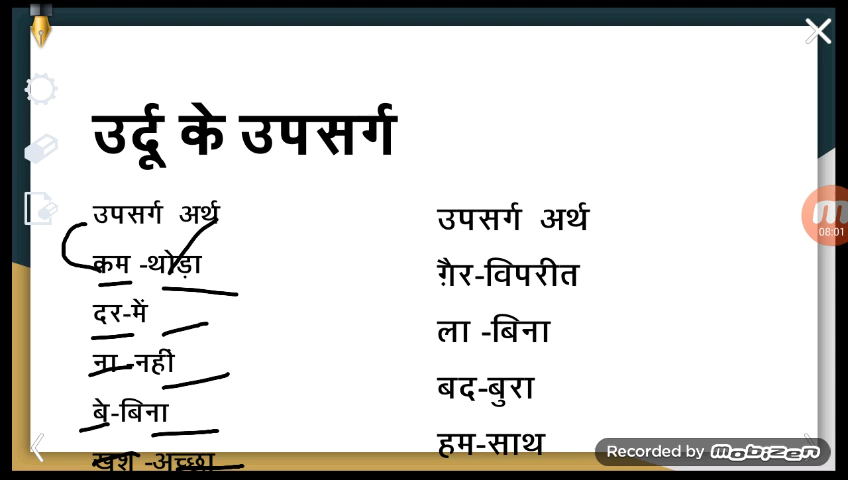 उर्दू के उपसर्ग
उपसर्ग अर्थ
कम -थोड़ा
दर-में
ना -नहीं
बे-बिना
खुश -अच्छा
उपसर्ग अर्थ
ग़ैर-विपरीत
ला -बिना
बद-बुरा
हम-साथ
08:01
Recorded by Mobizen